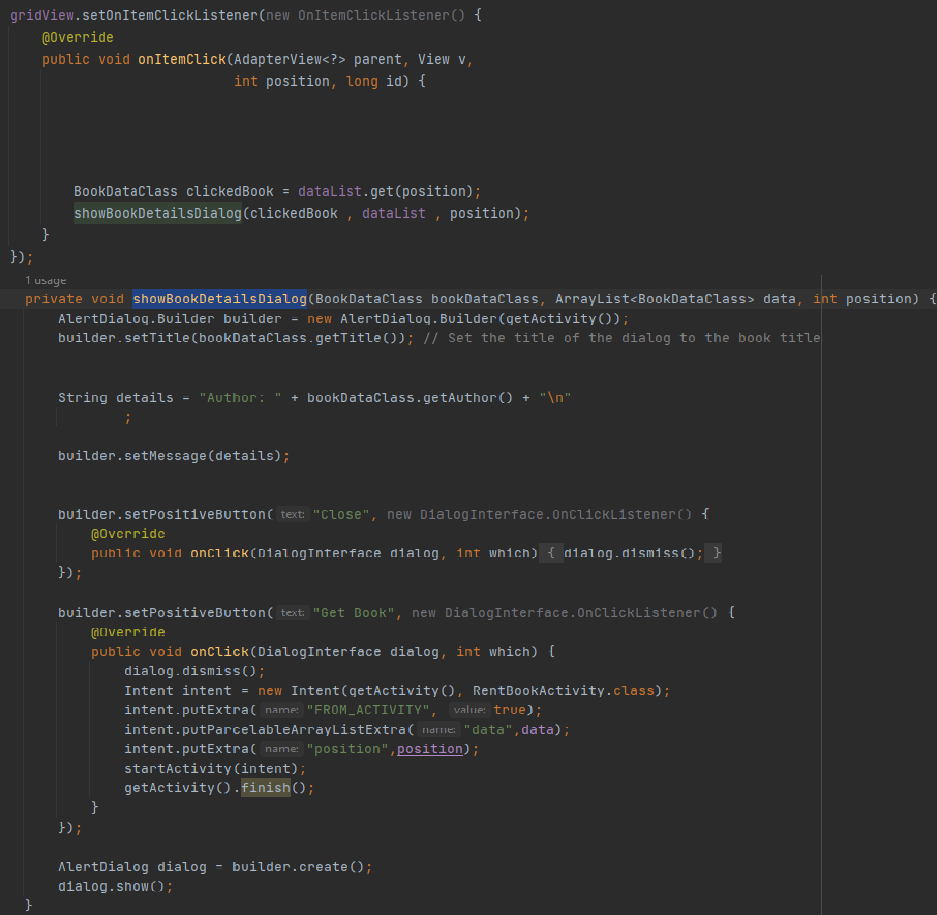 gridView.setOnItemClickListener(new OnItemClickListener() {
@Override
public void onItemClick(AdapterView<?> parent, View v,
int position, long id) {
BookDataClass clickedBook = dataList.get(position);
showBookDetailsDialog(clickedBook , dataList , position);
}
});
1 usage
private void showBookDetailsDialog(BookDataClass bookDataClass, ArrayList<BookDataClass> data, int position) {
AlertDialog.Builder builder = new AlertDialog.Builder(getActivity());
builder.setTitle(bookDataClass.getTitle()); // Set the title of the dialog to the book title
String details = "Author: " + bookDataClass.getAuthor() + "\n"
;
builder.setMessage(details);
builder.setPositiveButton( text: "Close", new DialogInterface.OnClickListener() {
@Override
public void onClick(DialogInterface dialog, int which) { dialog.dismiss(); }
});
builder.setPositiveButton( text: "Get Book", new DialogInterface.OnClickListener() {
@Override
public void onClick(DialogInterface dialog, int which) {
dialog.dismiss();
Intent intent = new Intent(getActivity(), RentBookActivity.class);
intent.putExtra( name: "FROM_ACTIVITY", value: true);
intent.putParcelableArrayListExtra( name: "data",data);
intent.putExtra( name: "position",position);
startActivity(intent);
getActivity().finish();
}
});
AlertDialog dialog = builder.create();
dialog.show();
}